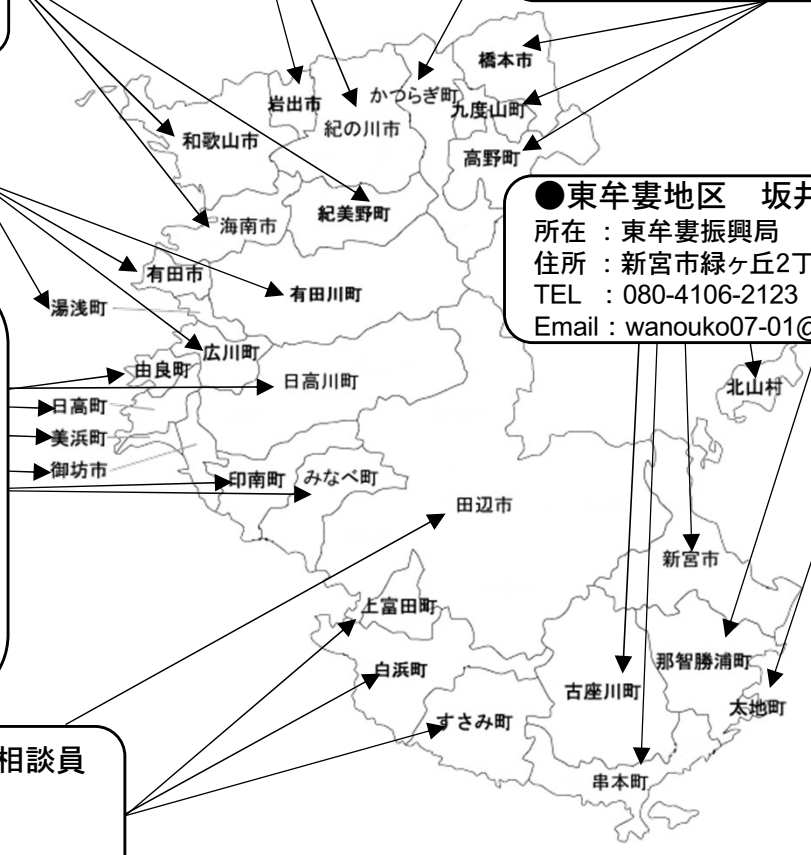 橋本市
かつらぎ町
岩出市
九度山町
紀の川市
和歌山市
高野町
●東牟婁地区　坂井
所在 ：東牟婁振興局
住所 ：新宮市緑ヶ丘2丁
TEL ：080-4106-2123
Email：wanouko07-01@
紀美野町
海南市
有田市
有田川町
湯浅町
広川町
由良町
日高川町
北山村
日高町
美浜町
御坊市
印南町
みなべ町
田辺市
新宮市
上富田町
那智勝浦町
白浜町
古座川町
太地町
すさみ町
相談員
串本町